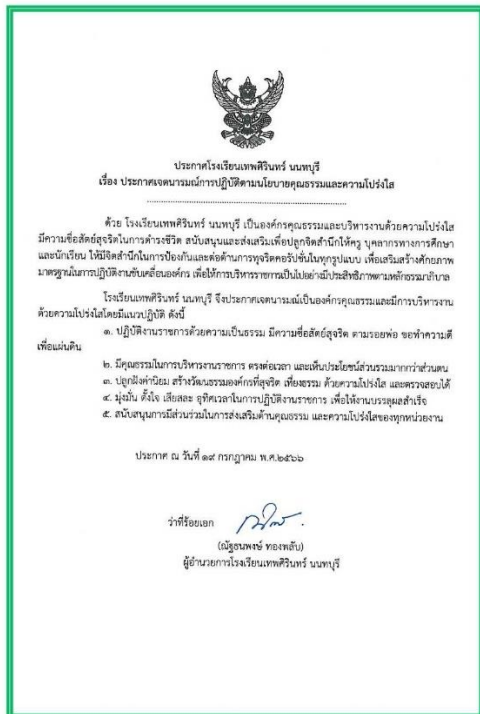 ประกาศโรงเรียนเทพศิรินทร์ นนทบุรี
เรื่อง ประกาศเจตนารมณ์การปฏิบัติตามนโยบายคุณธรรมและความโปร่งใส
ด้วย โรงเรียนเทพศิรินทร์ นนทบุรี เป็นองค์กรคุณธรรมและบริหารงานด้วยความโปร่งใส
มีความซื่อสัตย์สุจริตในการดำรงชีวิต สนับสนุนและส่งเสริมเพื่อปลูกจิตสำนึกให้ครู บุคลากรทางการศึกษา
และนักเรียน ให้มีจิตสำนึกในการป้องกันและต่อต้านการทุจริตคอรัปชั่นในทุกรูปแบบ เพื่อเสริมสร้างศักยภาพ
มาตรฐานในการปฏิบัติงานขับเคลื่อนองค์กร เพื่อให้การบริหารราชการเป็นไปอย่างมีประสิทธิภาพตามหลักธรรมาภิบาล
โรงเรียนเทพศิรินทร์ นนทบุรี จึงประกาศเจตนารมณ์เป็นองค์กรคุณธรรมและมีการบริหารงาน
ด้วยความโปร่งใสโดยมีแนวปฏิบัติ ดังนี้
๑. ปฏิบัติงานราชการด้วยความเป็นธรรม มีความซื่อสัตย์สุจริต ตามรอยพ่อ ขอทำความดี
เพื่อแผ่นดิน
๒. มีคุณธรรมในการบริหารงานราชการ ตรงต่อเวลา และเห็นประโยชน์ส่วนรวมมากกว่าส่วนตน
๓. ปลูกฝังค่านิยม สร้างวัฒนธรรมองค์กรที่สุจริต เที่ยงธรรม ด้วยความโปร่งใส และตรวจสอบได้
๔. มุ่งมั่น ตั้งใจ เสียสละ อุทิศเวลาในการปฏิบัติงานราชการ เพื่อให้งานบรรลุผลสำเร็จ
๕. สนับสนุนการมีส่วนร่วมในการส่งเสริมด้านคุณธรรม และความโปร่งใสของทุกหน่วยงาน
ประกาศ ณ วันที่ ๑๙ กรกฎาคม พ.ศ.๒๕๖๖
ว่าที่ร้อยเอก
(ณัฐธนพงษ์ ทองพลับ)
ผู้อำนวยการโรงเรียนเทพศิรินทร์ นนทบุรี